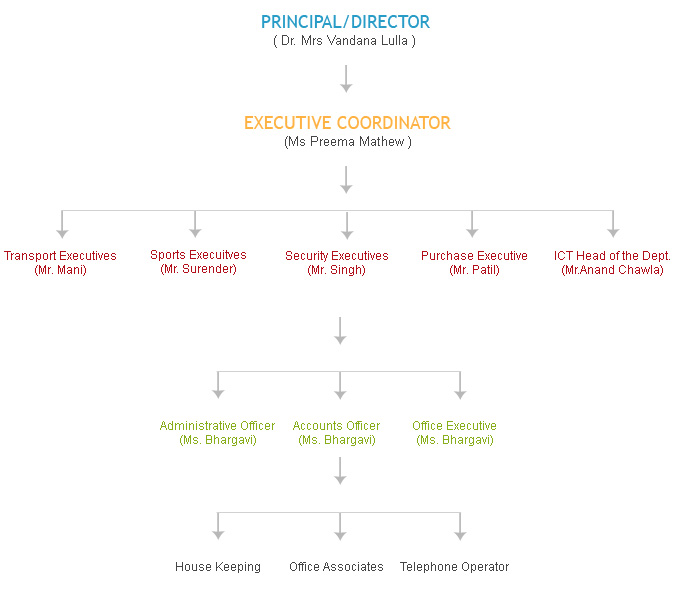 PRINCIPAL/DIRECTOR
( Dr. Mrs Vandana Lulla )
EXECUTIVE COORDINATOR
(Ms Preema Mathew )
Transport Executives
(Mr. Mani)
Sports Execuitves
(Mr. Surender)
Security Executives
(Mr. Singh)
Purchase Executive
(Mr. Patil)
ICT Head of the Dept.
(Mr.Anand Chawla)
Administrative Officer
(Ms. Bhargavi)
Accounts Officer
(Ms. Bhargavi)
Office Executive
(Ms. Bhargavi)
House Keeping
Office Associates
Telephone Operator